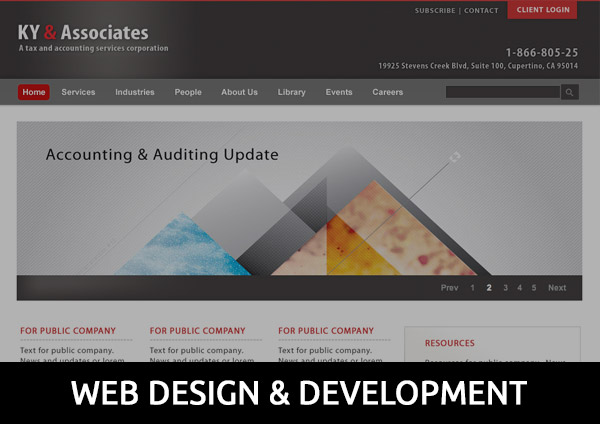 SUBSCRIBE | CONTACT CLIENT LOGIN
KY & Associates
A tax and accounting services corporation
1-866-805-25
19925 Stevens Creek Blvd, Suite 100, Cupertino, CA 95014
Home Services Industries People About Us Library Events Careers
Accounting & Auditing Update
Prev 1 2 3 4 5 Next
FOR PUBLIC COMPANY FOR PUBLIC COMPANY FOR PUBLIC COMPANY RESOURCES
Text for public company. Text for public company. Text for public company.
News and updates or lorem News and updates or lorem News and updates or lorem
Resources for public company. News
WEB DESIGN & DEVELOPMENT